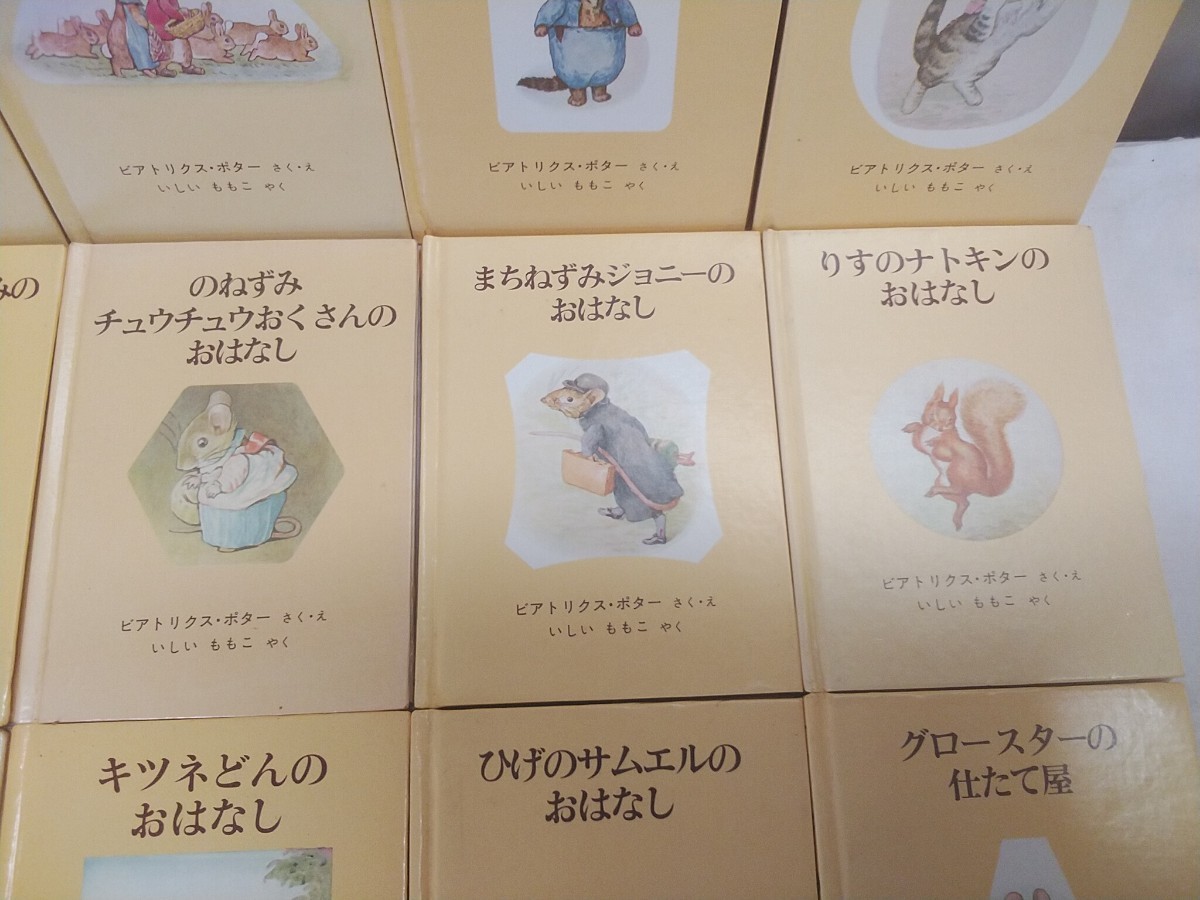 ビアトリクス・ポター さく・え
いしい ももこ やく
ビアトリクス・ポター さく・え
いしい ももこ やく
ビアトリクス・ポター さく・え
いしい ももこ やく
みの
のねずみ
チュウチュウおくさんの
おはなし
ビアトリクス・ポター さく・え
いしい ももこ やく
まちねずみジョニーの
おはなし
ビアトリクス・ポター さく・え
いしい ももこ やく
りすのナトキンの
おはなし
ビアトリクス・ポター さく・え
いしい ももこ やく
キツネどんの
おはなし
ひげのサムエルの
おはなし
グロースターの
仕たて屋